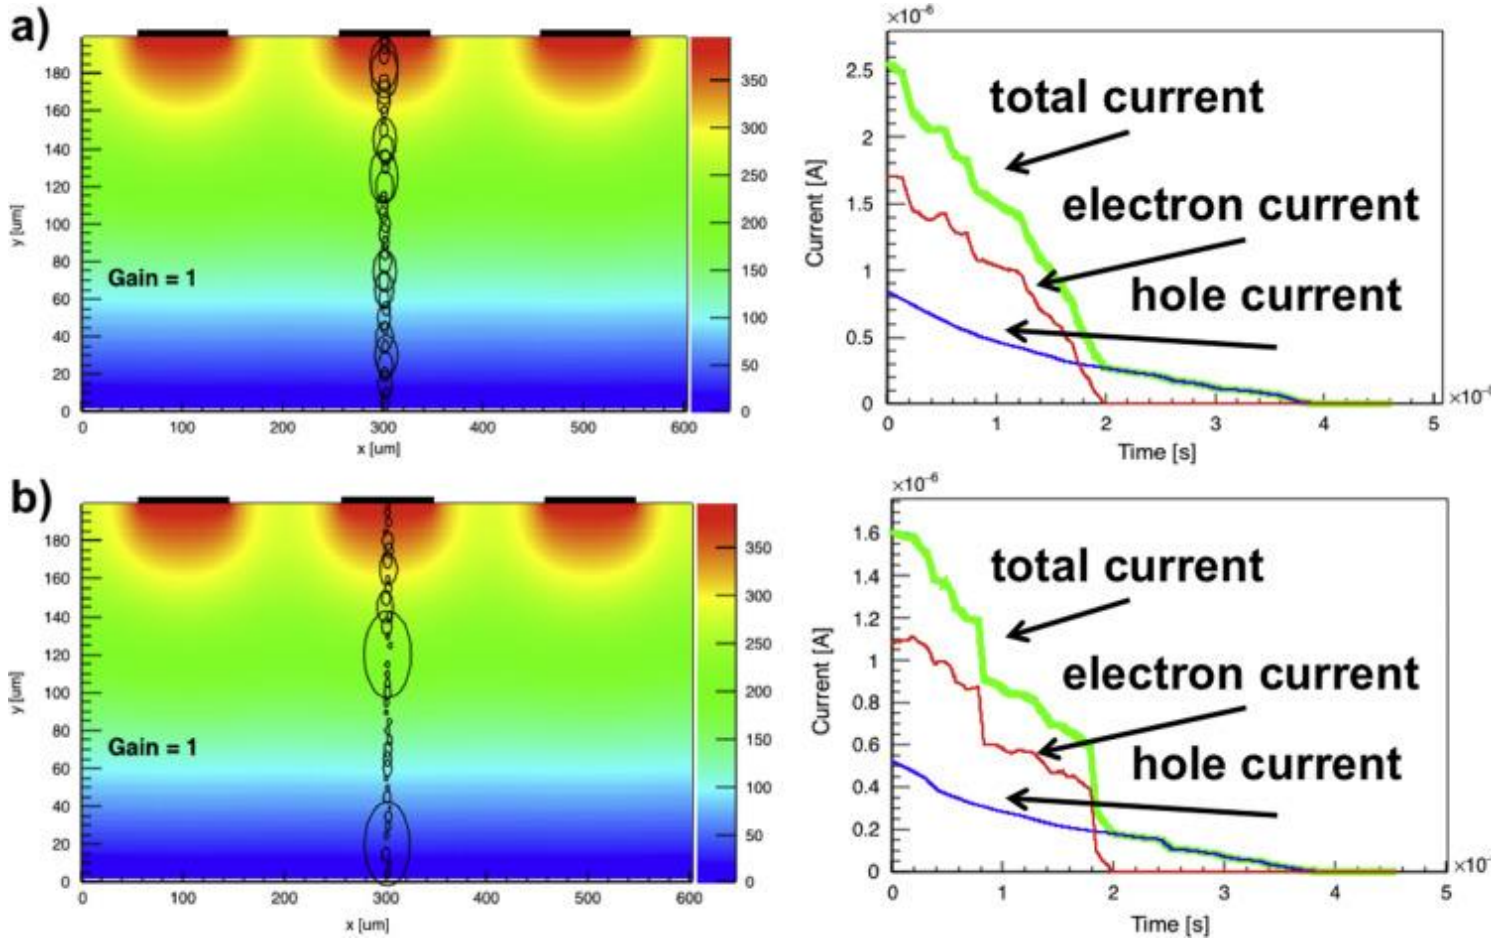 a)
180
160
140
120
100
80
60
40
20
0
y [um]
Gain = 1
0 100 200 300 400 500 600
x [um]
350
300
250
200
150
100
50
0
×10⁻⁶
2.5
2
1.5
1
0.5
0
Current [A]
total current
electron current
hole current
0 1 2 3 4 5
Time [s]
b)
180
160
140
120
100
80
60
40
20
0
y [um]
Gain = 1
0 100 200 300 400 500 600
x [um]
350
300
250
200
150
100
50
0
×10⁻⁶
1.6
1.4
1.2
1
0.8
0.6
0.4
0.2
0
Current [A]
total current
electron current
hole current
0 1 2 3 4 5
Time [s]